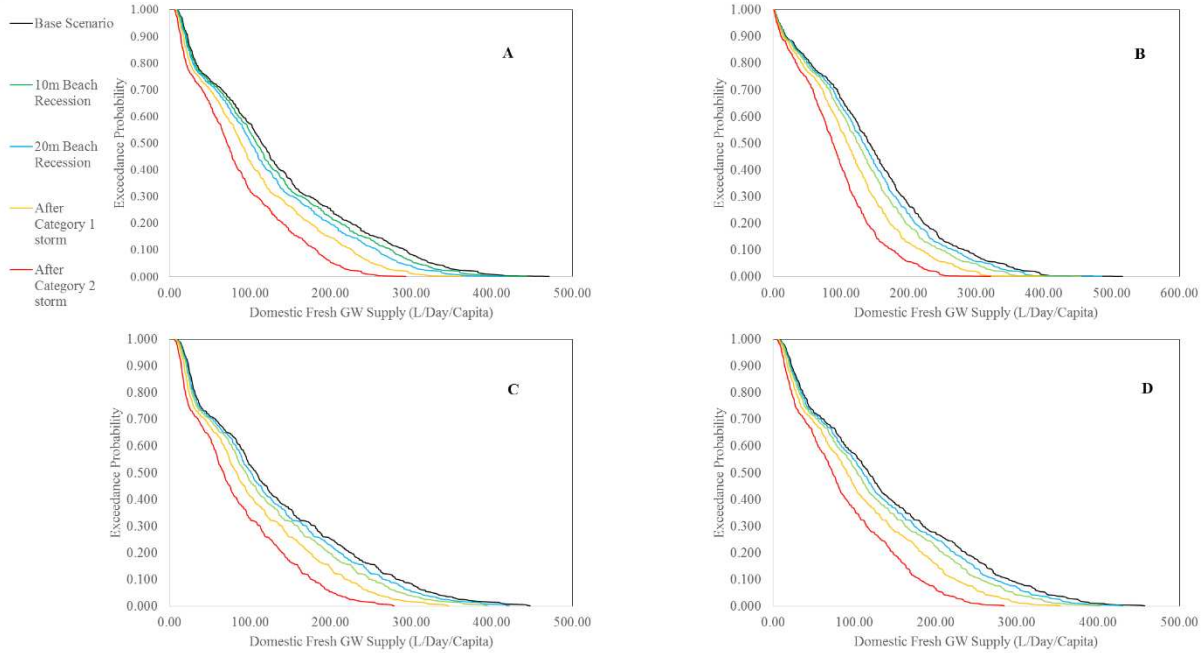 Base Scenario
10m Beach
Recession
20m Beach
Recession
After
Category 1
storm
After
Category 2
storm
A
Exceedance Probability
1.000
0.900
0.800
0.700
0.600
0.500
0.400
0.300
0.200
0.100
0.000
0.00 100.00 200.00 300.00 400.00 500.00
Domestic Fresh GW Supply (L/Day/Capita)
B
Exceedance Probability
1.000
0.900
0.800
0.700
0.600
0.500
0.400
0.300
0.200
0.100
0.000
0.00 100.00 200.00 300.00 400.00 500.00 600.00
Domestic Fresh GW Supply (L/Day/Capita)
C
Exceedance Probability
1.000
0.900
0.800
0.700
0.600
0.500
0.400
0.300
0.200
0.100
0.000
0.00 100.00 200.00 300.00 400.00 500.00
Domestic Fresh GW Supply (L/Day/Capita)
D
Exceedance Probability
1.000
0.900
0.800
0.700
0.600
0.500
0.400
0.300
0.200
0.100
0.000
0.00 100.00 200.00 300.00 400.00 500.00
Domestic Fresh GW Supply (L/Day/Capita)